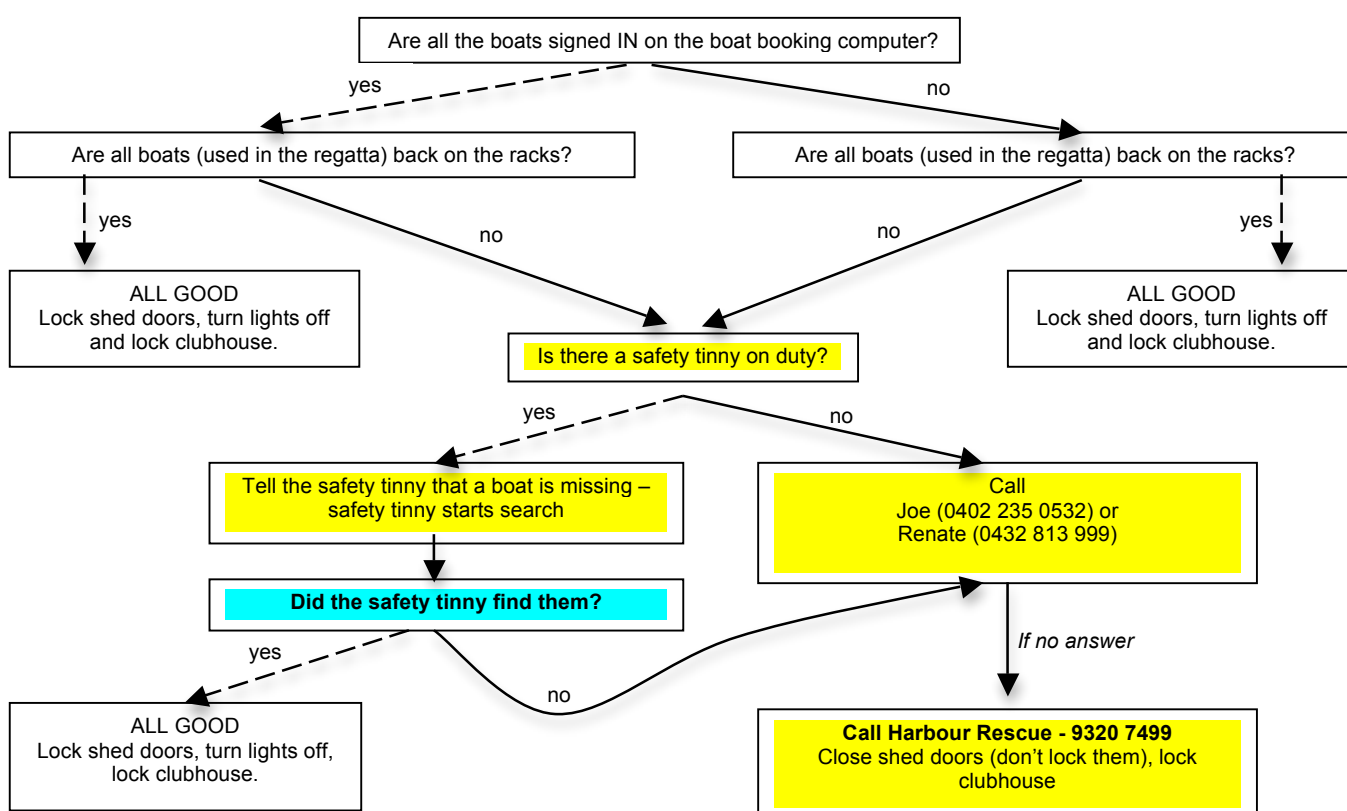 Are all the boats signed IN on the boat booking computer?
yes
no
Are all boats (used in the regatta) back on the racks?
Are all boats (used in the regatta) back on the racks?
yes
no
no
yes
ALL GOOD
Lock shed doors, turn lights off
and lock clubhouse.
ALL GOOD
Lock shed doors, turn lights off
and lock clubhouse.
Is there a safety tinny on duty?
yes
no
Tell the safety tinny that a boat is missing –
safety tinny starts search
Call
Joe (0402 235 0532) or
Renate (0432 813 999)
Did the safety tinny find them?
yes
no
If no answer
ALL GOOD
Lock shed doors, turn lights off,
lock clubhouse.
Call Harbour Rescue - 9320 7499
Close shed doors (don’t lock them), lock
clubhouse